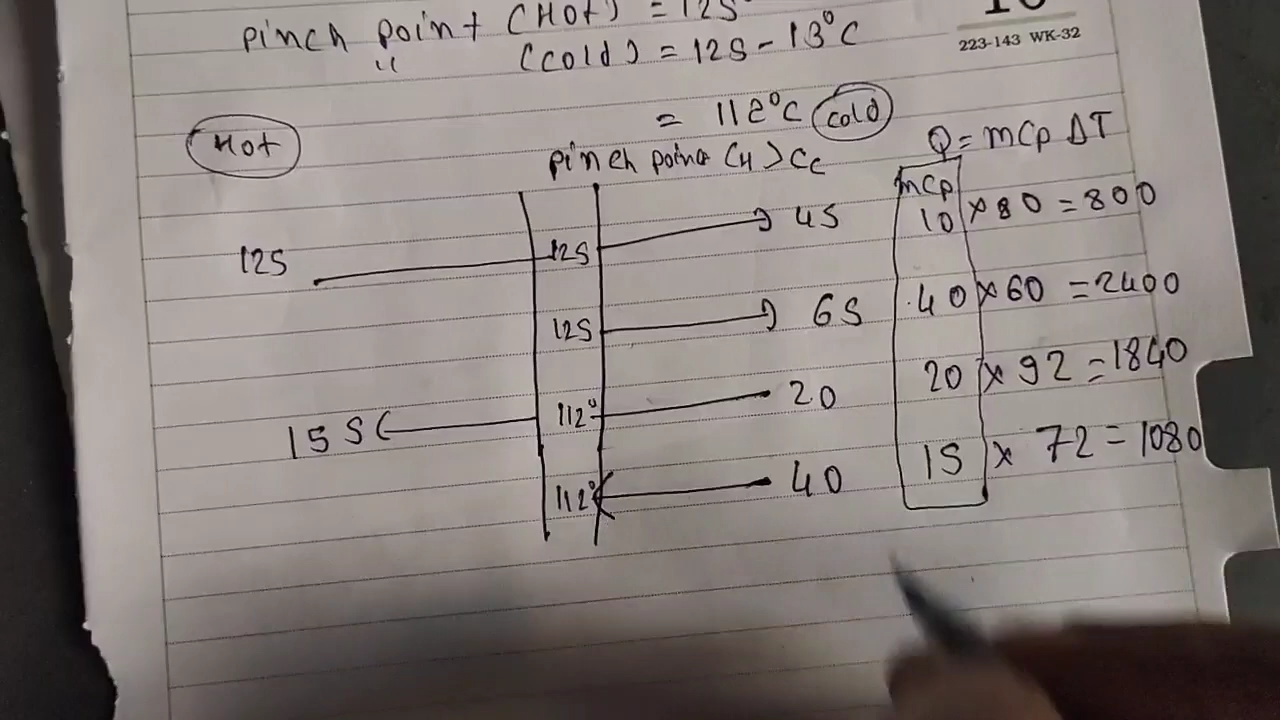 pinch point (Hot) = 125°
" (cold) = 125 - 13°C
223-143 WK-32
= 112°C cold
Hot
Q = mCp ΔT
pinch point CH > Cc
mCp
125 125 45 10 × 80 = 800
125 65 40 × 60 = 2400
155 112° 20 20 × 92 = 1840
112° 40 15 × 72 = 1080